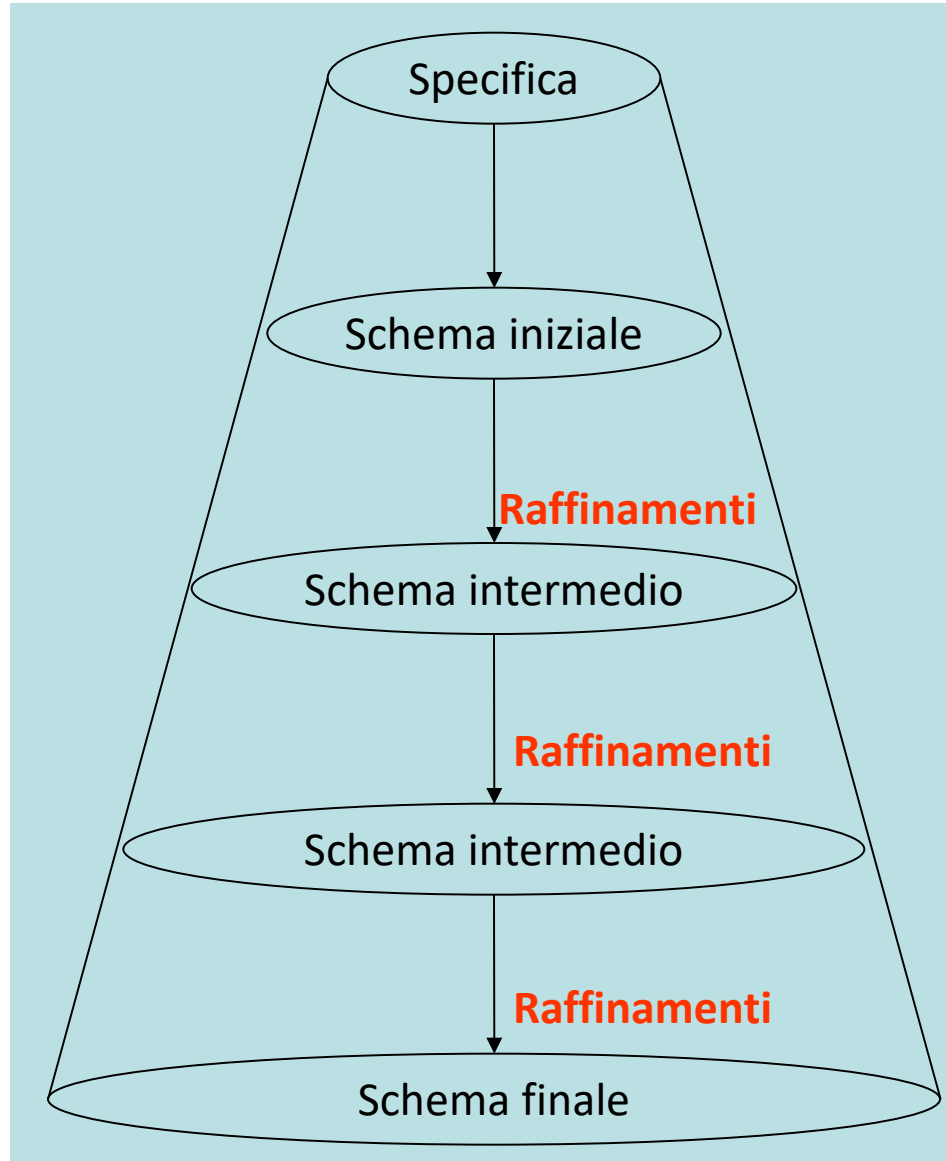 Specifica
Schema iniziale
Raffinamenti
Schema intermedio
Raffinamenti
Schema intermedio
Raffinamenti
Schema finale